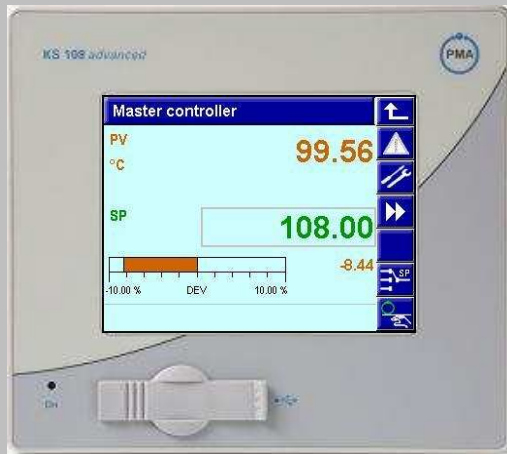 KS 108 advanced
PMA
Master controller
PV
99.56
°C
SP
108.00
-8.44
SP
-10.00 % DEV 10.00 %
On